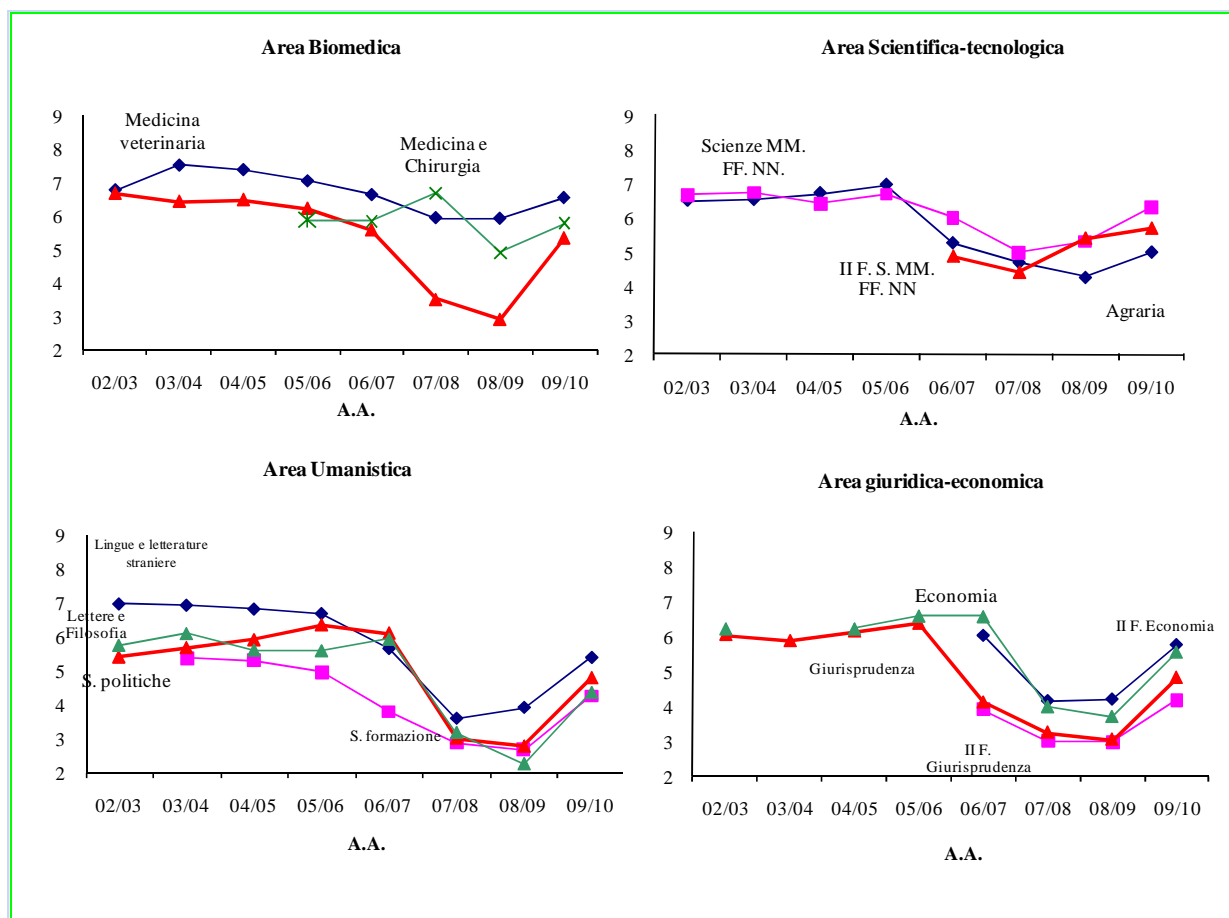 Area Biomedica
9
8
7
6
5
4
3
2
Medicina
veterinaria
Medicina e
Chirurgia
02/03 03/04 04/05 05/06 06/07 07/08 08/09 09/10
A.A.
Area Scientifica-tecnologica
9
8
7
6
5
4
3
2
Scienze MM.
FF. NN.
II F. S. MM.
FF. NN
Agraria
02/03 03/04 04/05 05/06 06/07 07/08 08/09 09/10
A.A.
Area Umanistica
9
8
7
6
5
4
3
2
Lingue e letterature
straniere
Lettere e
Filosofia
S. politiche
S. formazione
02/03 03/04 04/05 05/06 06/07 07/08 08/09 09/10
A.A.
Area giuridica-economica
9
8
7
6
5
4
3
2
Economia
II F. Economia
Giurisprudenza
II F.
Giurisprudenza
02/03 03/04 04/05 05/06 06/07 07/08 08/09 09/10
A.A.